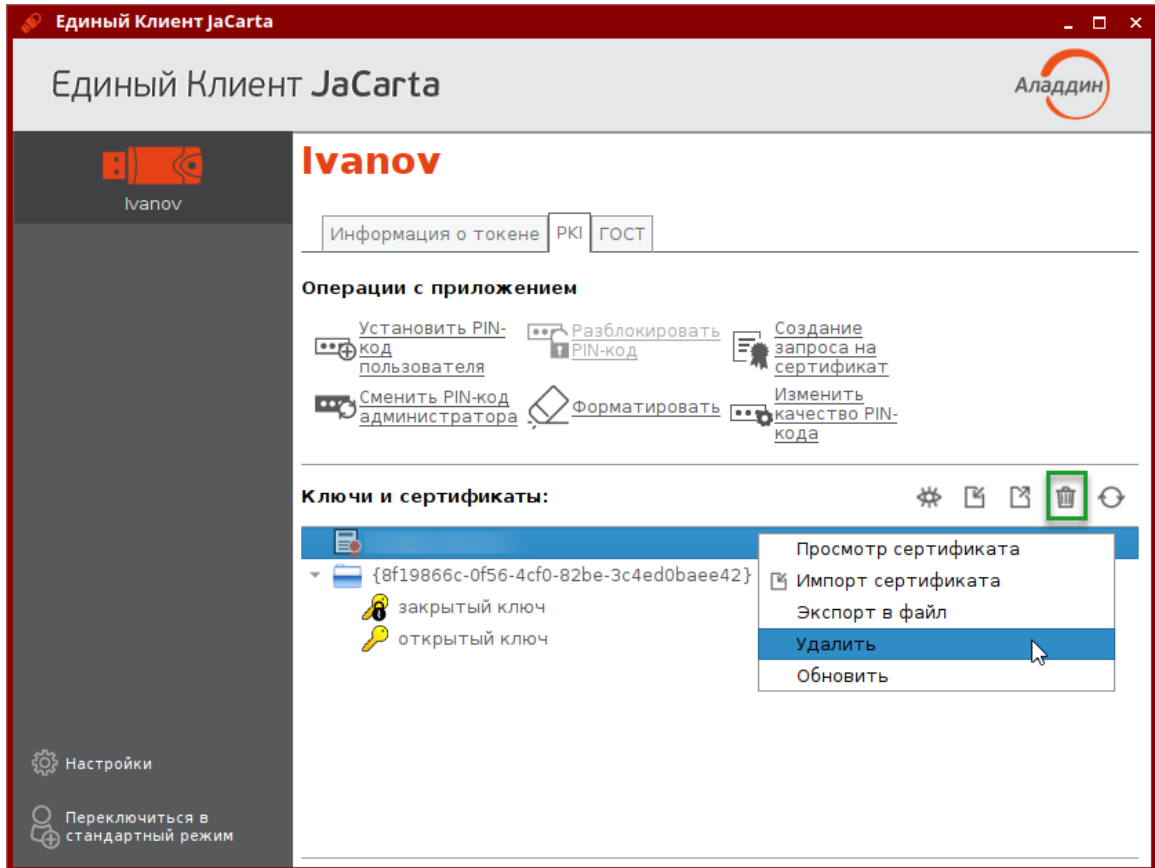 Единый Клиент JaCarta
Единый Клиент JaCarta
Аладдин
Ivanov
Ivanov
Информация о токене
PKI
ГОСТ
Операции с приложением
Установить PIN-
код
пользователя
Разблокировать
PIN-код
Создание
запроса на
сертификат
Сменить PIN-код
администратора
Форматировать
Изменить
качество PIN-
кода
Ключи и сертификаты:
{8f19866c-0f56-4cf0-82be-3c4ed0baee42}
закрытый ключ
открытый ключ
Просмотр сертификата
Импорт сертификата
Экспорт в файл
Удалить
Обновить
Настройки
Переключиться в
стандартный режим